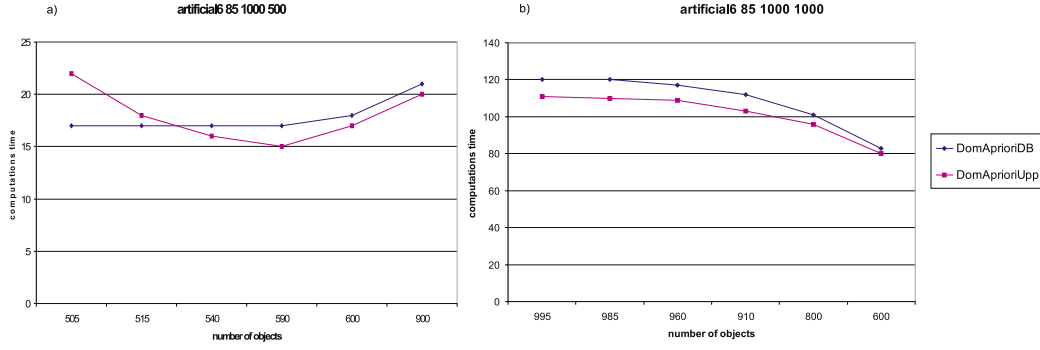 a)
artificial6 85 1000 500
25
20
15
10
5
0
computations time
505 515 540 590 600 900
number of objects
b)
artificial6 85 1000 1000
140
120
100
80
60
40
20
0
computations time
995 985 960 910 800 600
number of objects
DomAprioriDB
DomAprioriUpp